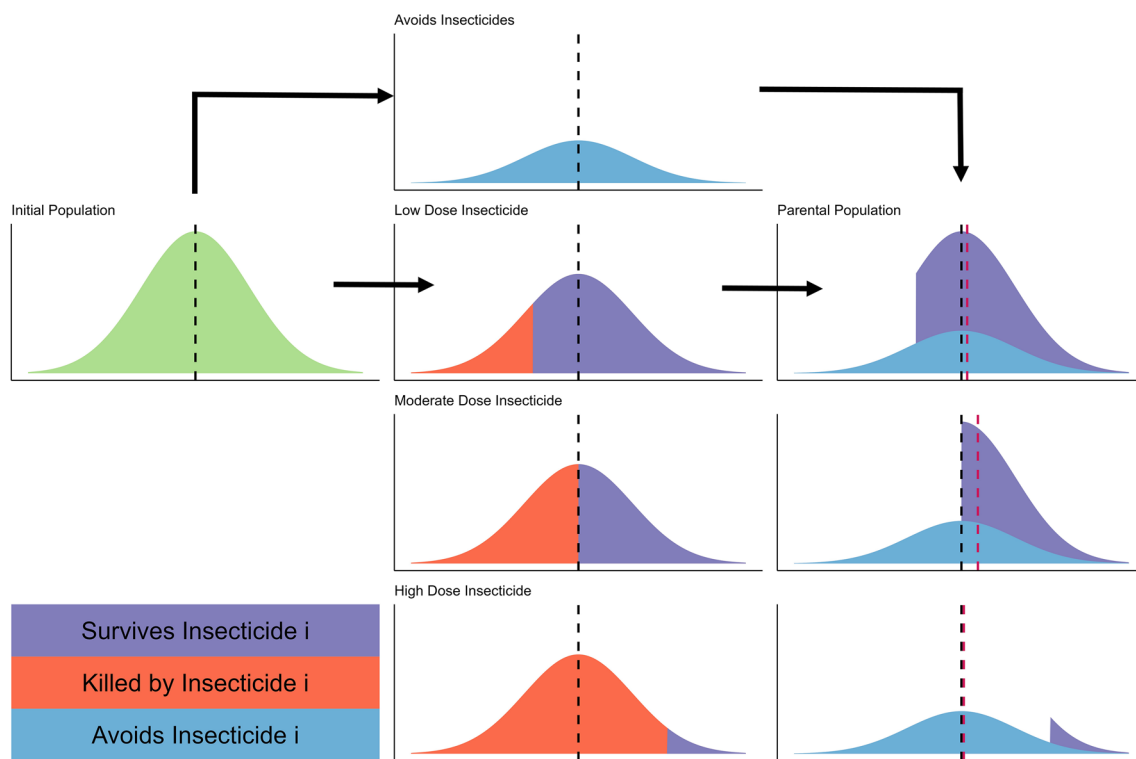 Avoids Insecticides
Initial Population
Low Dose Insecticide
Parental Population
Moderate Dose Insecticide
High Dose Insecticide
Survives Insecticide i
Killed by Insecticide i
Avoids Insecticide i